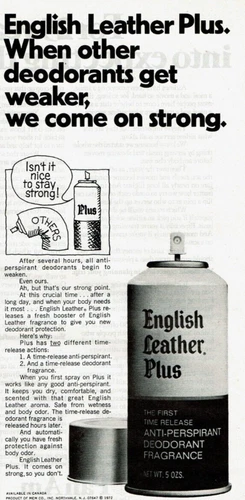 English Leather Plus.
When other
deodorants get
weaker,
we come on strong.
Isn't it
nice
to stay
strong!
Plus
OTHERS
After several hours, all anti-
perspirant deodorants begin to
weaken.
Even ours.
Ah, but that's our strong point.
At this crucial time . . . after a
long day, and when your body needs
it most . . . English Leather® Plus re-
leases a fresh booster of English
Leather fragrance to give you new
deodorant protection.
Here's why:
Plus has two different time-
release actions:
1. A time-release anti-perspirant.
2. And a time-release deodorant
fragrance.
When you first spray on Plus it
works like any good anti-perspirant.
It keeps you dry, comfortable, and
scented with that great English
Leather aroma. Safe from wetness
and body odor. The time-release de-
odorant fragrance is
released hours later.
And automati-
cally you have fresh
protection against
body odor.
English Leather
Plus. It comes on
strong, so you don't.
English
Leather®
Plus
THE FIRST
TIME RELEASE
ANTI-PERSPIRANT
DEODORANT
FRAGRANCE
NET WT. 5 OZS.
AVAILABLE IN CANADA
PRODUCT OF MEM CO., INC. NORTHVALE, N.J. 07647 © 1972